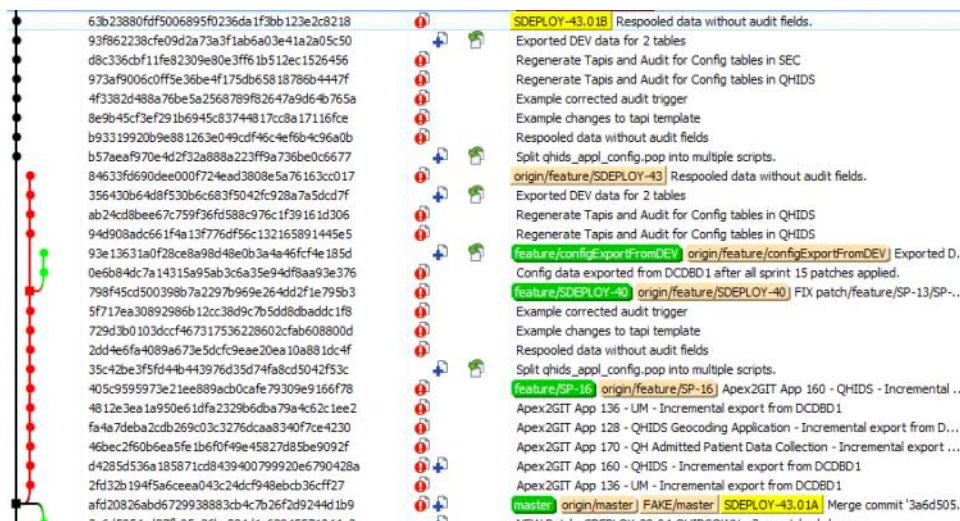 63b23880fdf5006895f0236da1f3bb123e2c8218 SDEPLOY-43.01B Respooled data without audit fields.
93f862238cfe09d2a73a3f1ab6a03e41a2a05c50 Exported DEV data for 2 tables
d8c336cbf11fe82309e80e3ff61b512ec1526456 Regenerate Tapis and Audit for Config tables in SEC
973af9006c0ff5e36be4f175db65818786b4447f Regenerate Tapis and Audit for Config tables in QHIDS
4f3382d488a76be5a2568789f82647a9d64b765a Example corrected audit trigger
8e9b45cf3ef291b6945c83744817cc8a17116fce Example changes to tapi template
b93319920b9e881263e049cdf46c4ef6b4c96a0b Respooled data without audit fields
b57aeaf970e4d2f32a888a223ff9a736be0c6677 Split qhids_appl_config.pop into multiple scripts.
84633fd690dee000f724ead3808e5a76163cc017 origin/feature/SDEPLOY-43 Respooled data without audit fields.
356430b64d8f530b6c683f5042fc928a7a5dcd7f Exported DEV data for 2 tables
ab24cd8bee67c759f36fd588c976c1f39161d306 Regenerate Tapis and Audit for Config tables in QHIDS
94d908adc661f4a13f776df56c132165891445e5 Regenerate Tapis and Audit for Config tables in QHIDS
93e13631a0f28ce8a98d48e0b3a4a46fcf4e185d feature/configExportFromDEV origin/feature/configExportFromDEV Exported D...
0e6b84dc7a14315a95ab3c6a35e94df8aa93e376 Config data exported from DCDBD1 after all sprint 15 patches applied.
798f45cd500398b7a2297b969e264dd2f1e795b3 feature/SDEPLOY-40 origin/feature/SDEPLOY-40 FIX patch/feature/SP-13/SP-...
5f717ea30892986b12cc38d9c7b5dd8dbaddc1f8 Example corrected audit trigger
729d3b0103dccf467317536228602cfab608800d Example changes to tapi template
2dd4e6fa4089a673e5dcfc9eae20ea10a881dc4f Respooled data without audit fields
35c42be3f5fd44b443976d35d74fa8cd5042f53c Split qhids_appl_config.pop into multiple scripts.
405c9595973e21ee889acb0cafe79309e9166f78 feature/SP-16 origin/feature/SP-16 Apex2GIT App 160 - QHIDS - Incremental ...
4812e3ea1a950e61dfa2329b6dba79a4c62c1ee2 Apex2GIT App 136 - UM - Incremental export from DCDBD1
fa4a7deba2cdb269c03c3276dcaa8340f7ce4230 Apex2GIT App 128 - QHIDS Geocoding Application - Incremental export from D...
46bec2f60b6ea5fe1b6f0f49e45827d85be9092f Apex2GIT App 170 - QH Admitted Patient Data Collection - Incremental export ...
d4285d536a185871cd8439400799920e6790428a Apex2GIT App 160 - QHIDS - Incremental export from DCDBD1
2fd32b194f5a6ceea043c24dcf948ebcb36cff27 Apex2GIT App 136 - UM - Incremental export from DCDBD1
afd20826abd6729938883cb4c7b26f2d9244d1b9 master origin/master FAKE/master SDEPLOY-43.01A Merge commit '3a6d505...